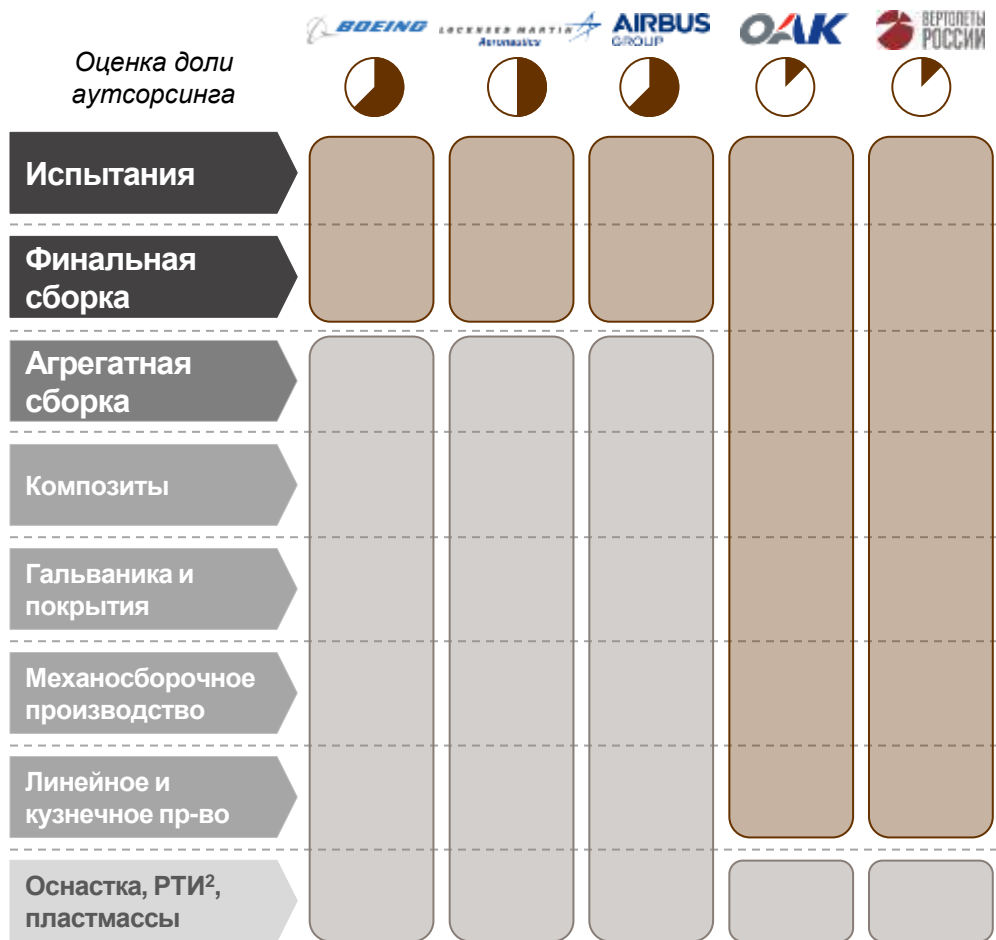 BOEING
LOCKHEED MARTIN
Aeronautics
AIRBUS
GROUP
ОАК
ВЕРТОЛЕТЫ
РОССИИ
Оценка доли
аутсорсинга
Испытания
Финальная
сборка
Агрегатная
сборка
Композиты
Гальваника и
покрытия
Механосборочное
производство
Линейное и
кузнечное пр-во
Оснастка, РТИ²,
пластмассы